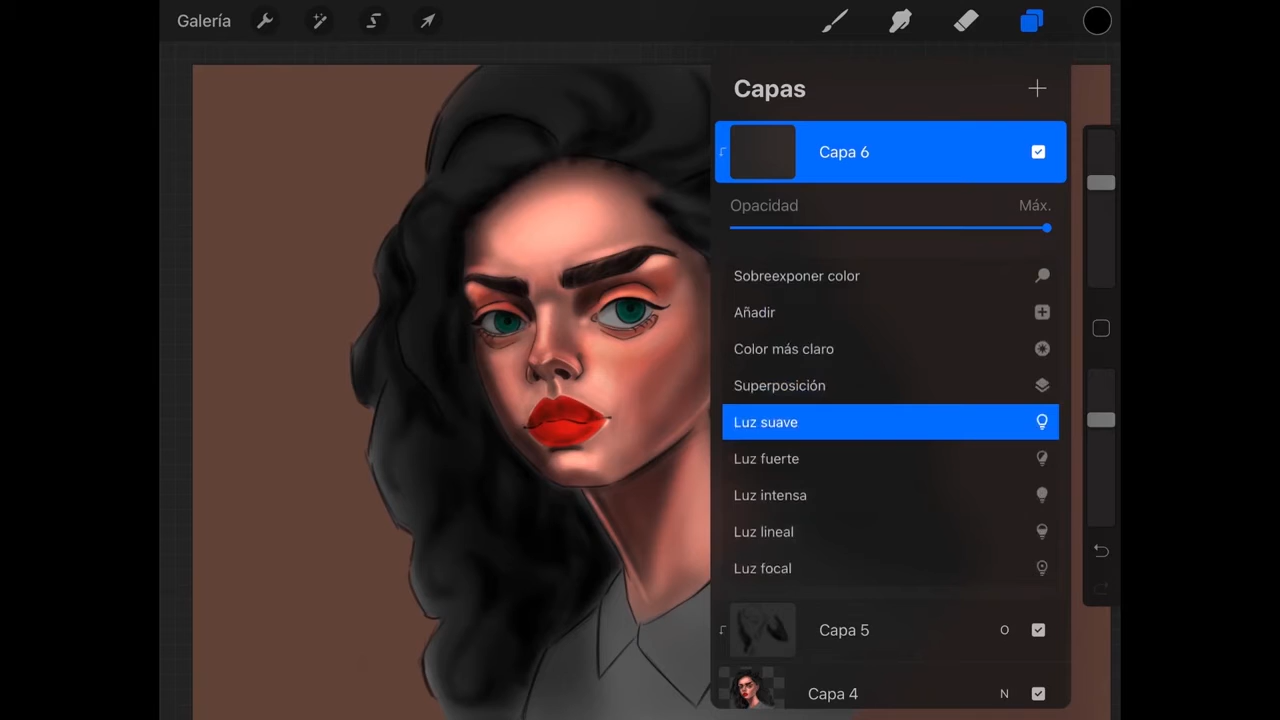 Galería
Capas
Capa 6
Opacidad Máx.
Sobreexponer color
Añadir
Color más claro
Superposición
Luz suave
Luz fuerte
Luz intensa
Luz lineal
Luz focal
Capa 5 O
Capa 4 N